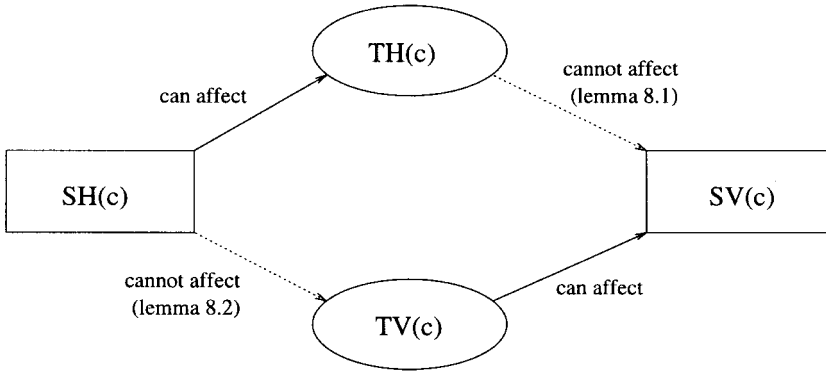 TH(c)
cannot affect
(lemma 8.1)
can affect
SH(c)
SV(c)
cannot affect
(lemma 8.2)
can affect
TV(c)